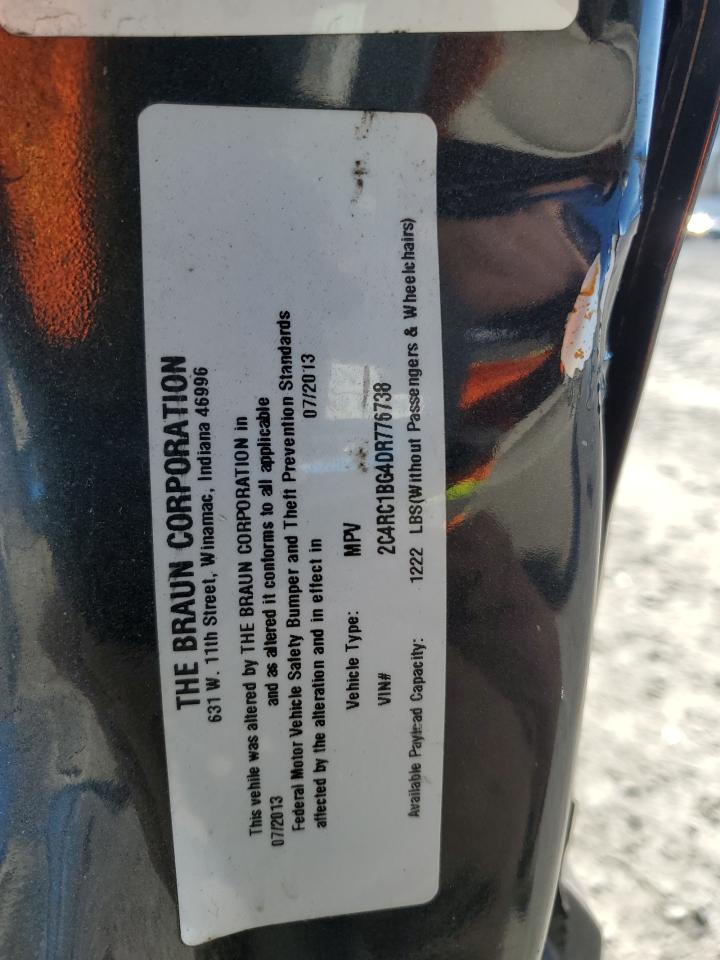 THE BRAUN CORPORATION
631 W. 11th Street, Winamac, Indiana 46996
This vehile was altered by THE BRAUN CORPORATION in
07/2013 and as altered it conforms to all applicable
Federal Motor Vehicle Safety Bumper and Theft Prevention Standards
affected by the alteration and in effect in 07/2013
Vehicle Type: MPV
VIN# 2C4RC1BG4DR776738
Available Payload Capacity: 1222 LBS(Without Passengers & Wheelchairs)